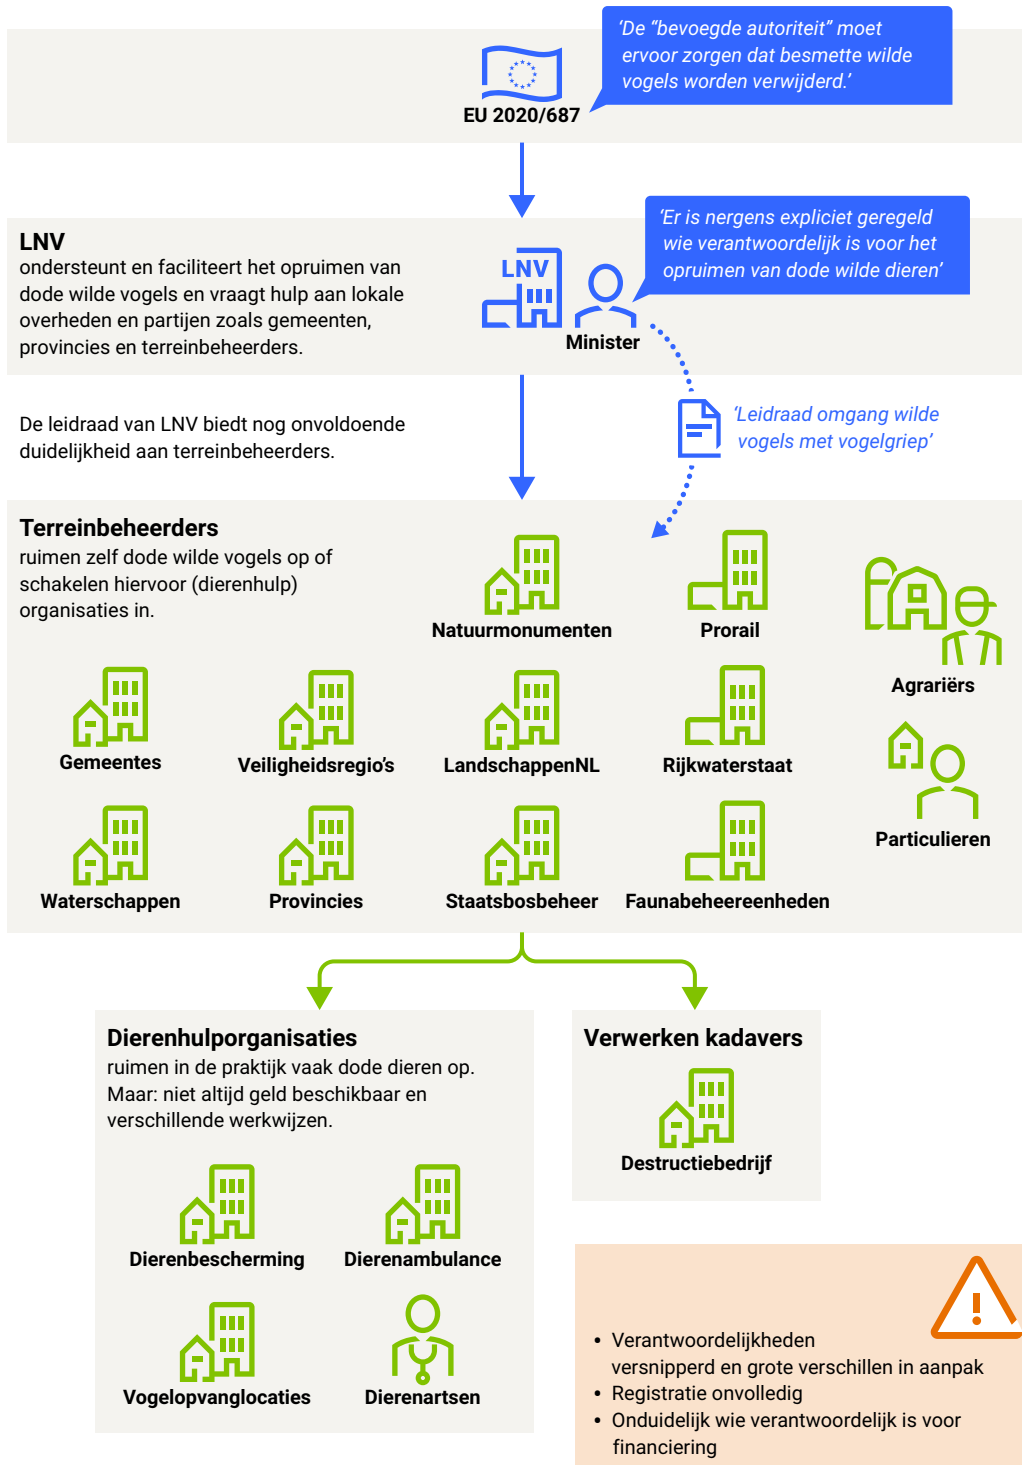 ‘De “bevoegde autoriteit” moet
ervoor zorgen dat besmette wilde
vogels worden verwijderd.’
EU 2020/687
LNV
ondersteunt en faciliteert het opruimen van
dode wilde vogels en vraagt hulp aan lokale
overheden en partijen zoals gemeenten,
provincies en terreinbeheerders.
LNV
Minister
‘Er is nergens expliciet geregeld
wie verantwoordelijk is voor het
opruimen van dode wilde dieren’
De leidraad van LNV biedt nog onvoldoende
duidelijkheid aan terreinbeheerders.
‘Leidraad omgang wilde
vogels met vogelgriep’
Terreinbeheerders
ruimen zelf dode wilde vogels op of
schakelen hiervoor (dierenhulp)
organisaties in.
Natuurmonumenten
Prorail
Agrariërs
Gemeentes
Veiligheidsregio’s
LandschappenNL
Rijkwaterstaat
Particulieren
Waterschappen
Provincies
Staatsbosbeheer
Faunabeheereenheden
Dierenhulporganisaties
ruimen in de praktijk vaak dode dieren op.
Maar: niet altijd geld beschikbaar en
verschillende werkwijzen.
Dierenbescherming
Dierenambulance
Vogelopvanglocaties
Dierenartsen
Verwerken kadavers
Destructiebedrijf
• Verantwoordelijkheden
versnipperd en grote verschillen in aanpak
• Registratie onvolledig
• Onduidelijk wie verantwoordelijk is voor
financiering